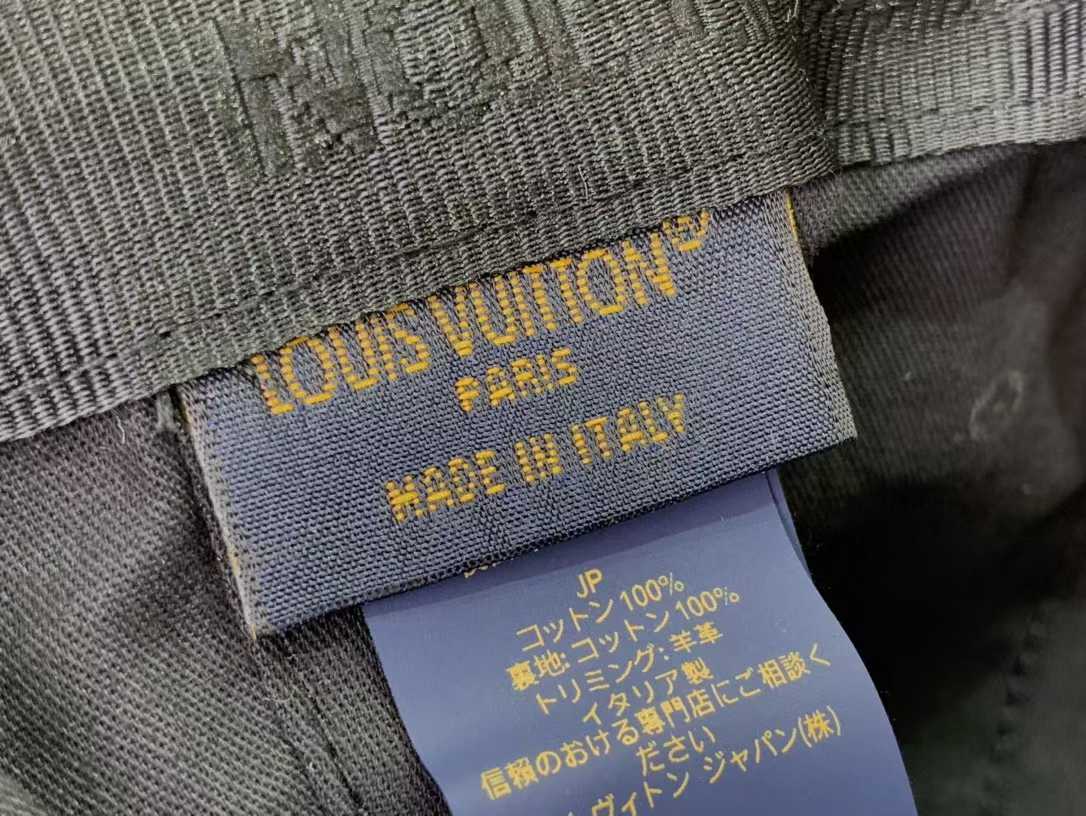 LOUIS VUITTON®
PARIS
MADE IN ITALY
JP
コットン 100%
裏地: コットン 100%
トリミング: 羊革
イタリア製
信頼のおける専門店にご相談く
ださい
ヴィトン ジャパン(株)